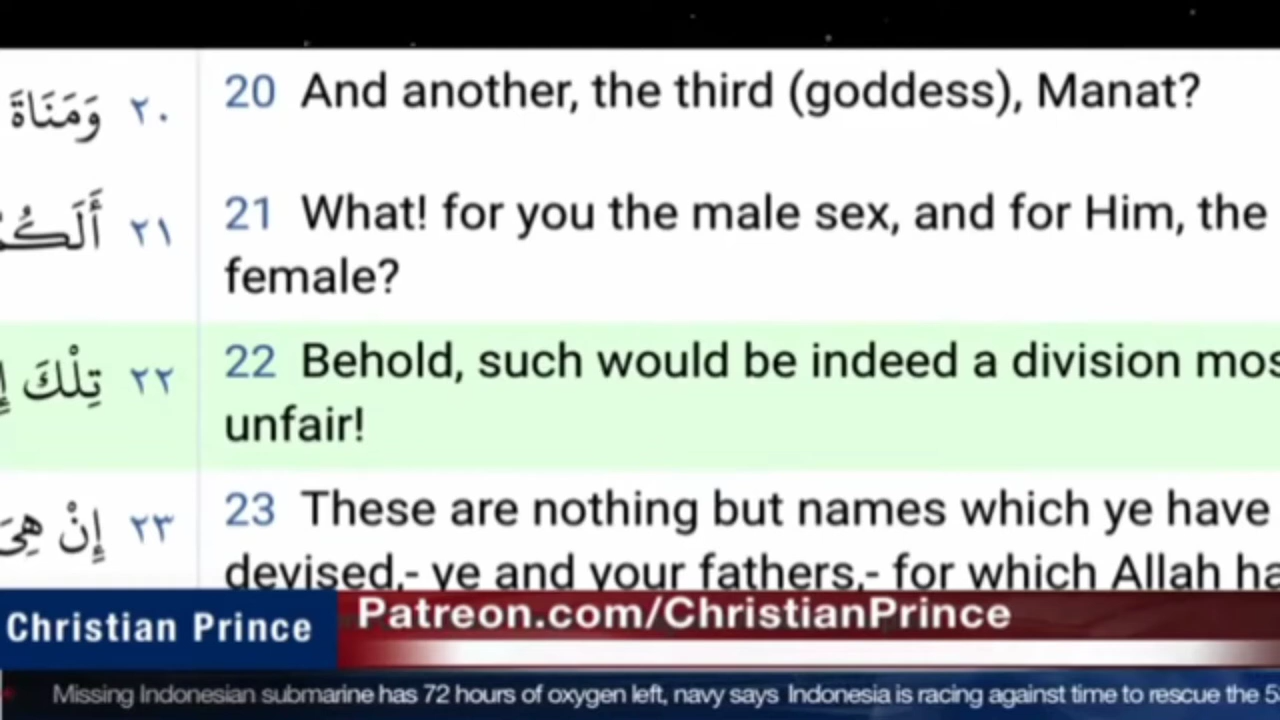 وَمَنَاةَ ٢٠ 20 And another, the third (goddess), Manat?
٢١ 21 What! for you the male sex, and for Him, the
female?
تِلْكَ ٢٢ 22 Behold, such would be indeed a division
unfair!
إِنْ هِىَ ٢٣ 23 These are nothing but names which ye have
devised,- ye and your fathers,- for which Allah
Christian Prince
Patreon.com/ChristianPrince
Missing Indonesian submarine has 72 hours of oxygen left, navy says Indonesia is racing against time to rescue the